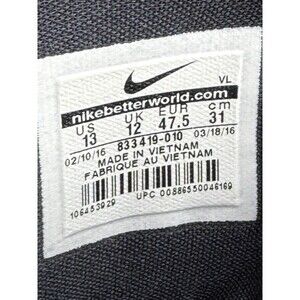 VL
nikebetterworld.com
US UK EUR cm
13 12 47.5 31
02/10/16 833419-010 03/18/16
MADE IN VIETNAM
FABRIQUÉ AU VIETNAM
106453929 UPC 00886550046169